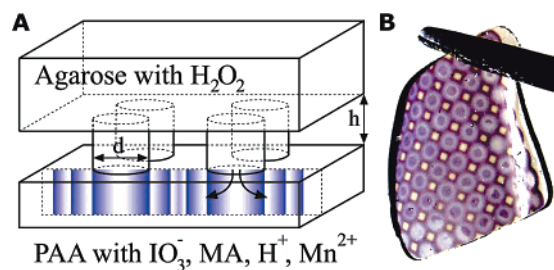 A
B
Agarose with H₂O₂
h
d
PAA with IO₃⁻, MA, H⁺, Mn²⁺